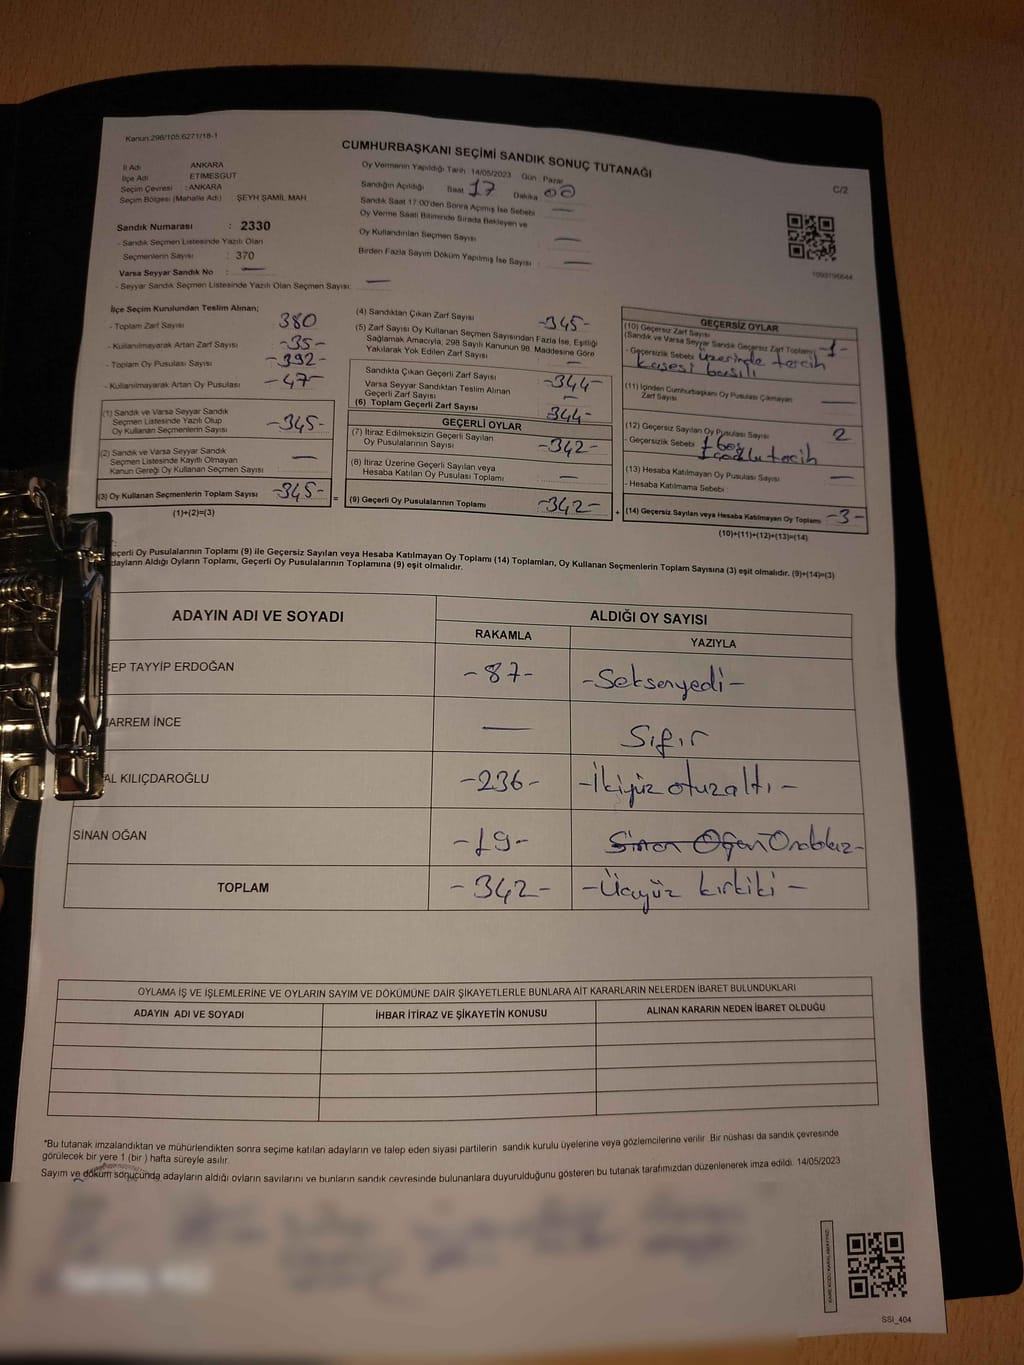 Kanun:298/105;6271/18-1
CUMHURBAŞKANI SEÇİMİ SANDIK SONUÇ TUTANAĞI
C/2
İl Adı ANKARA
İlçe Adı ETİMESGUT
Seçim Çevresi : ANKARA
Seçim Bölgesi (Mahalle Adı) ŞEYH ŞAMİL MAH
Oy Vermenin Yapıldığı Tarih 14/05/2023 Gün Pazar
Sandığın Açıldığı Saat 17 Dakika 00
Sandık Saat 17:00'den Sonra Açılmış İse Sebebi —
Oy Verme Saati Bitiminde Sırada Bekleyen ve
Oy Kullandırılan Seçmen Sayısı —
Birden Fazla Sayım Döküm Yapılmış İse Sayısı : —
Sandık Numarası : 2330
- Sandık Seçmen Listesinde Yazılı Olan
Seçmenlerin Sayısı : 370
Varsa Seyyar Sandık No : —
- Seyyar Sandık Seçmen Listesinde Yazılı Olan Seçmen Sayısı: —
1093196644
İlçe Seçim Kurulundan Teslim Alınan;
- Toplam Zarf Sayısı 380
- Kullanılmayarak Artan Zarf Sayısı -35-
- Toplam Oy Pusulası Sayısı -392-
- Kullanılmayarak Artan Oy Pusulası -47-
(1) Sandık ve Varsa Seyyar Sandık
Seçmen Listesinde Yazılı Olup
Oy Kullanan Seçmenlerin Sayısı -345-
(2) Sandık ve Varsa Seyyar Sandık
Seçmen Listesinde Kayıtlı Olmayan
Kanun Gereği Oy Kullanan Seçmen Sayısı —
(3) Oy Kullanan Seçmenlerin Toplam Sayısı -345- =
(1)+(2)=(3)
(4) Sandıktan Çıkan Zarf Sayısı -345-
(5) Zarf Sayısı Oy Kullanan Seçmen Sayısından Fazla İse, Eşitliği
Sağlamak Amacıyla, 298 Sayılı Kanunun 98. Maddesine Göre
Yakılarak Yok Edilen Zarf Sayısı —
Sandıkta Çıkan Geçerli Zarf Sayısı -344-
Varsa Seyyar Sandıktan Teslim Alınan
Geçerli Zarf Sayısı —
(6) Toplam Geçerli Zarf Sayısı 344-
GEÇERLİ OYLAR
(7) İtiraz Edilmeksizin Geçerli Sayılan
Oy Pusulalarının Sayısı -342-
(8) İtiraz Üzerine Geçerli Sayılan veya
Hesaba Katılan Oy Pusulası Toplamı —
(9) Geçerli Oy Pusulalarının Toplamı -342- +
GEÇERSİZ OYLAR
(10) Geçersiz Zarf Sayısı
(Sandık ve Varsa Seyyar Sandık Geçersiz Zarf Toplamı) -1-
- Geçersizlik Sebebi üzerinde tercih
kaşesi basılı
(11) İçinden Cumhurbaşkanı Oy Pusulası Çıkmayan
Zarf Sayısı —
(12) Geçersiz Sayılan Oy Pusulası Sayısı 2
- Geçersizlik Sebebi 1 boş
tercih
(13) Hesaba Katılmayan Oy Pusulası Sayısı —
- Hesaba Katılmama Sebebi
(14) Geçersiz Sayılan veya Hesaba Katılmayan Oy Toplamı -3-
(10)+(11)+(12)+(13)=(14)
eçerli Oy Pusulalarının Toplamı (9) ile Geçersiz Sayılan veya Hesaba Katılmayan Oy Toplamı (14) Toplamları, Oy Kullanan Seçmenlerin Toplam Sayısına (3) eşit olmalıdır. (9)+(14)=(3)
dayların Aldığı Oyların Toplamı, Geçerli Oy Pusulalarının Toplamına (9) eşit olmalıdır.
ADAYIN ADI VE SOYADI ALDIĞI OY SAYISI
RAKAMLA YAZIYLA
CEP TAYYİP ERDOĞAN -87- -Seksenyedi-
ARREM İNCE — Sıfır
AL KILIÇDAROĞLU -236- -İkiyüz otuzaltı-
SİNAN OĞAN -19- Sinan Oğan Ondokuz-
TOPLAM -342- -Üçyüz kırkiki-
OYLAMA İŞ VE İŞLEMLERİNE VE OYLARIN SAYIM VE DÖKÜMÜNE DAİR ŞİKAYETLERLE BUNLARA AİT KARARLARIN NELERDEN İBARET BULUNDUKLARI
ADAYIN ADI VE SOYADI İHBAR İTİRAZ VE ŞİKAYETİN KONUSU ALINAN KARARIN NEDEN İBARET OLDUĞU
*Bu tutanak imzalandıktan ve mühürlendikten sonra seçime katılan adayların ve talep eden siyasi partilerin sandık kurulu üyelerine veya gözlemcilerine verilir. Bir nüshası da sandık çevresinde
görülecek bir yere 1 (bir ) hafta süreyle asılır.
Sayım ve döküm sonucunda adayların aldığı oyların sayılarını ve bunların sandık çevresinde bulunanlara duyurulduğunu gösteren bu tutanak tarafımızdan düzenlenerek imza edildi. 14/05/2023
KARE KODU KARALAMAYINIZ!
SSI_404